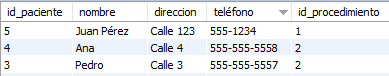 id_paciente nombre direccion teléfono id_procedimiento
5 Juan Pérez Calle 123 555-1234 1
4 Ana Calle 4 555-555-5558 2
3 Pedro Calle 3 555-555-5557 2